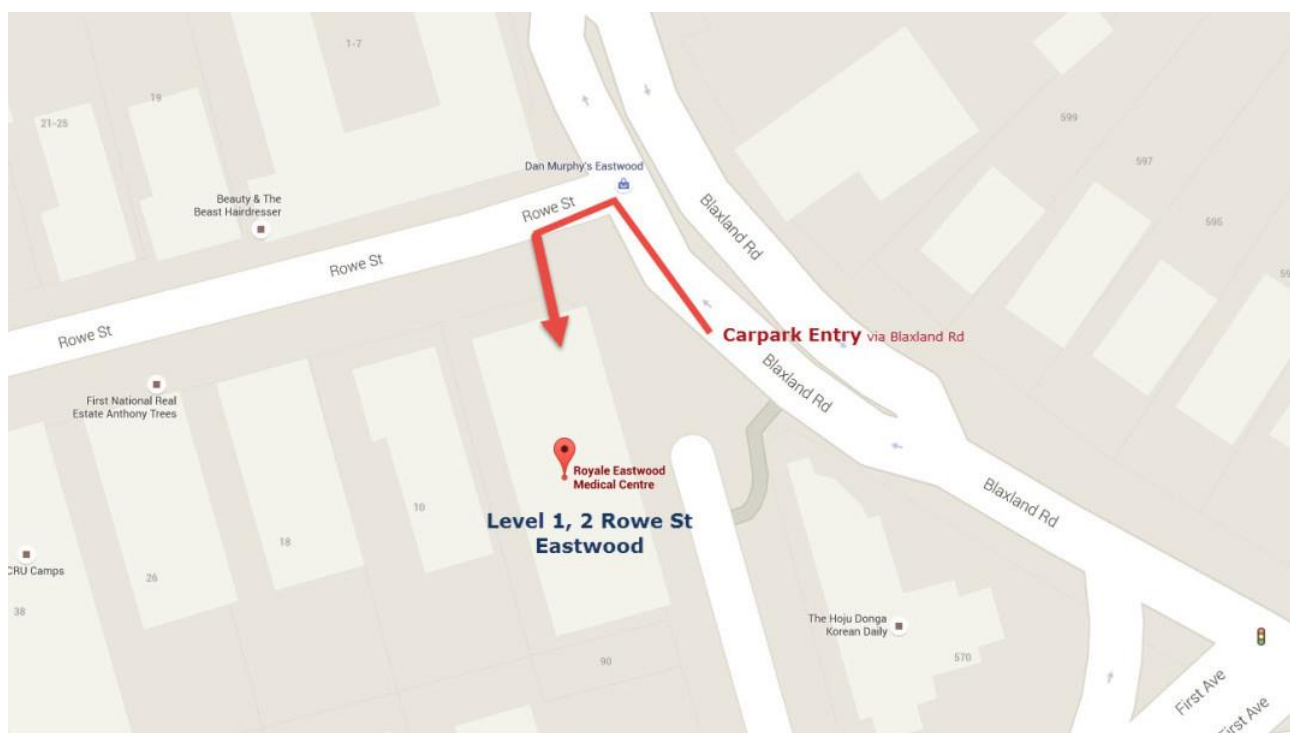 1-7
19
21-25
599
597
595
Dan Murphy's Eastwood
Beauty & The
Beast Hairdresser
Rowe St
Blaxland Rd
Rowe St
Rowe St
Carpark Entry via Blaxland Rd
Blaxland Rd
First National Real
Estate Anthony Trees
Royale Eastwood
Medical Centre
Level 1, 2 Rowe St
Eastwood
Blaxland Rd
10
18
26
CRU Camps
38
The Hoju Donga
Korean Daily
570
90
First Ave
First Ave